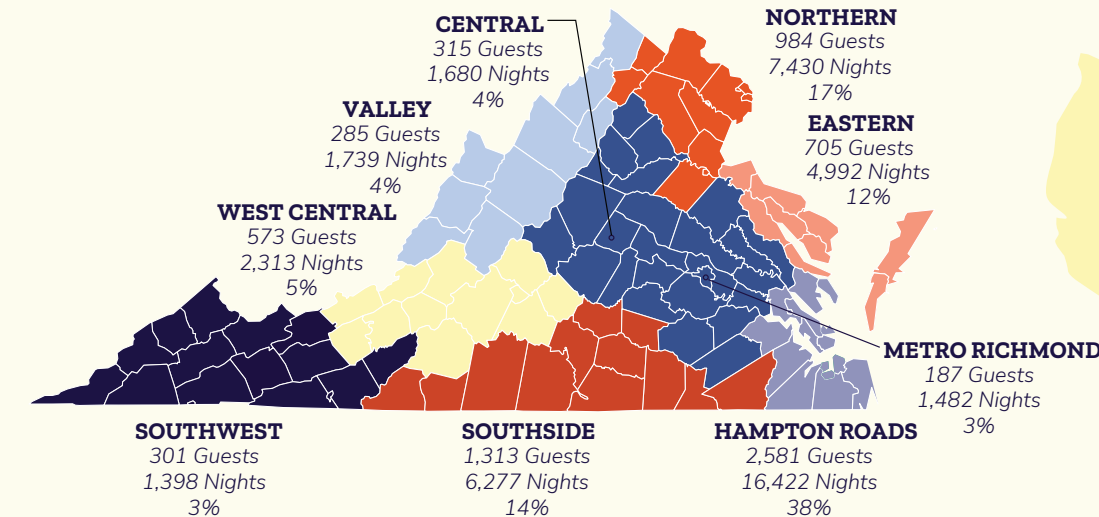 CENTRAL
315 Guests
1,680 Nights
4%
NORTHERN
984 Guests
7,430 Nights
17%
VALLEY
285 Guests
1,739 Nights
4%
EASTERN
705 Guests
4,992 Nights
12%
WEST CENTRAL
573 Guests
2,313 Nights
5%
METRO RICHMOND
187 Guests
1,482 Nights
3%
SOUTHWEST
301 Guests
1,398 Nights
3%
SOUTHSIDE
1,313 Guests
6,277 Nights
14%
HAMPTON ROADS
2,581 Guests
16,422 Nights
38%